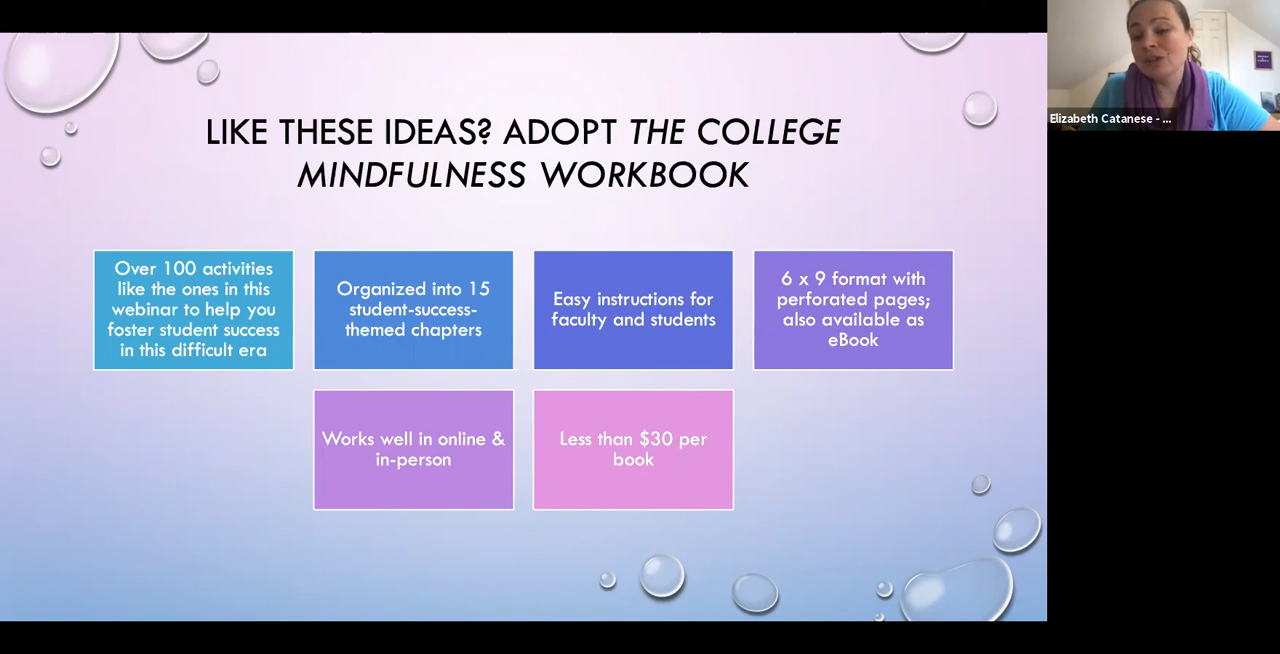 LIKE THESE IDEAS? ADOPT THE COLLEGE
MINDFULNESS WORKBOOK
Over 100 activities
like the ones in this
webinar to help you
foster student success
in this difficult era
Organized into 15
student-success-
themed chapters
Easy instructions for
faculty and students
6 x 9 format with
perforated pages;
also available as
eBook
Works well in online &
in-person
Less than $30 per
book
Elizabeth Catanese - ...